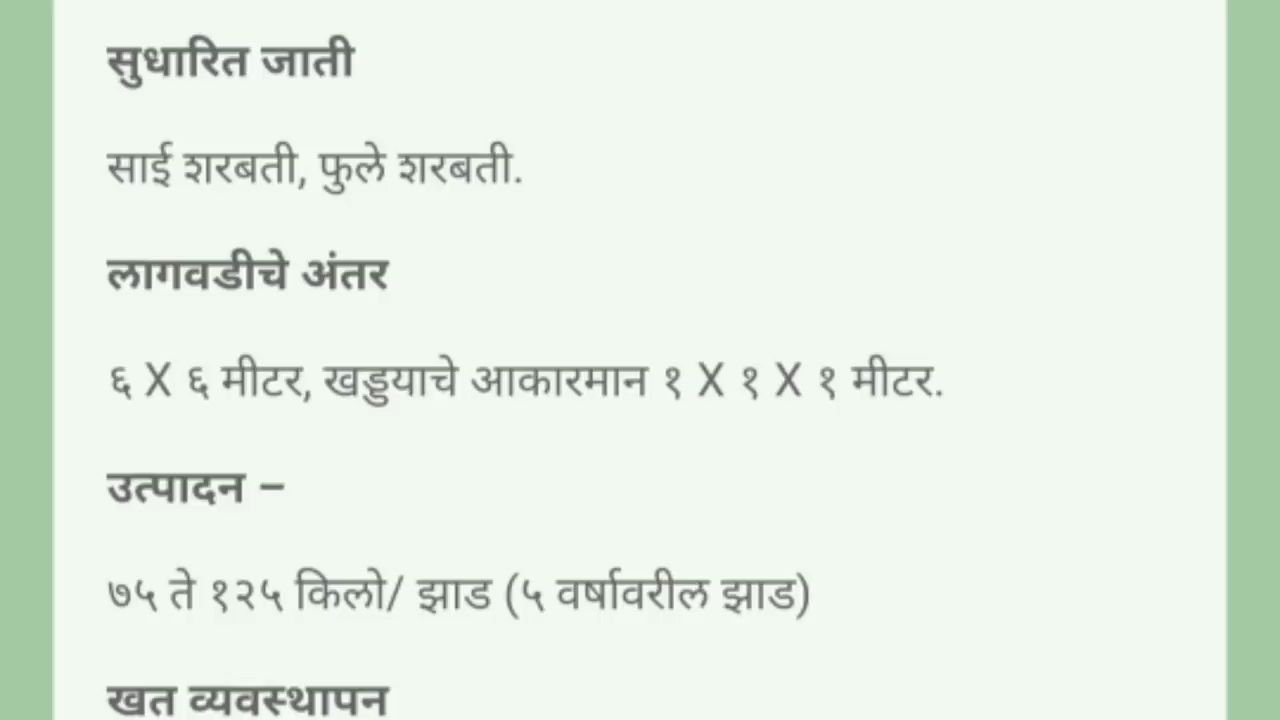 सुधारित जाती
साई शरबती, फुले शरबती.
लागवडीचे अंतर
६ X ६ मीटर, खड्डयाचे आकारमान १ X १ X १ मीटर.
उत्पादन –
७५ ते १२५ किलो/ झाड (५ वर्षावरील झाड)
खत व्यवस्थापन